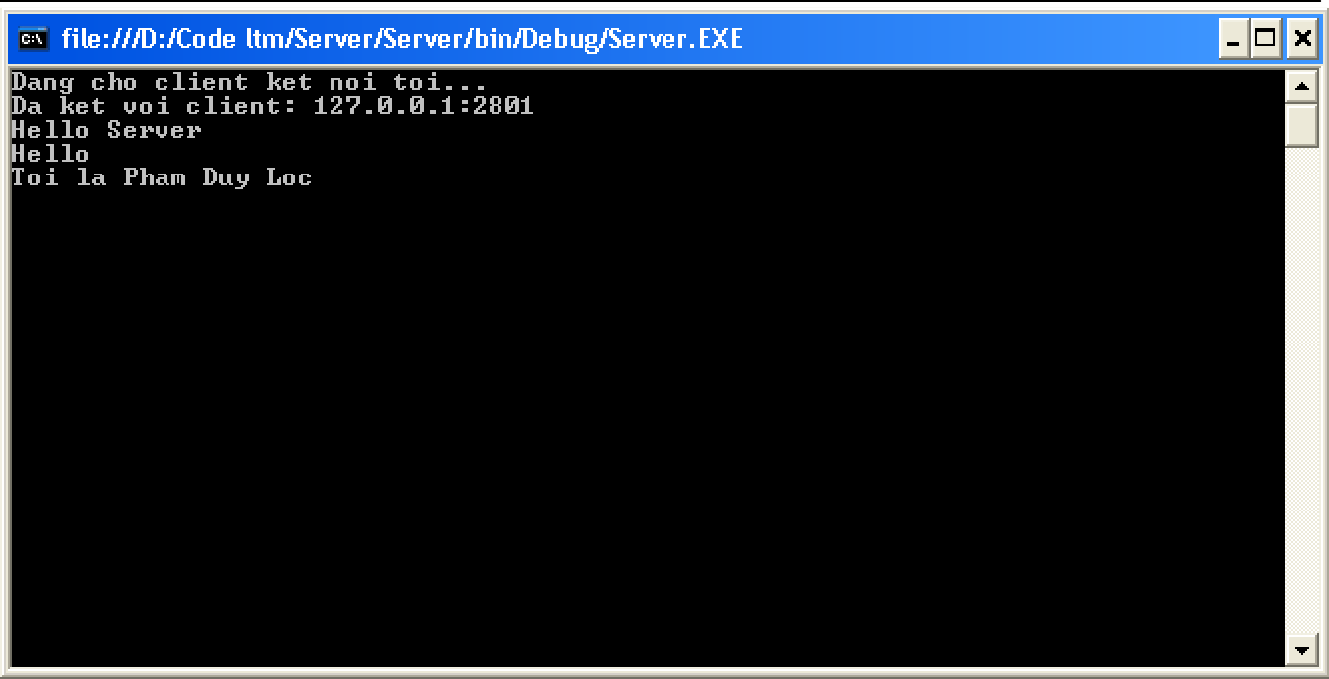 file:///D:/Code ltm/Server/Server/bin/Debug/Server.EXE
Dang cho client ket noi toi...
Da ket voi client: 127.0.0.1:2801
Hello Server
Hello
Toi la Pham Duy Loc